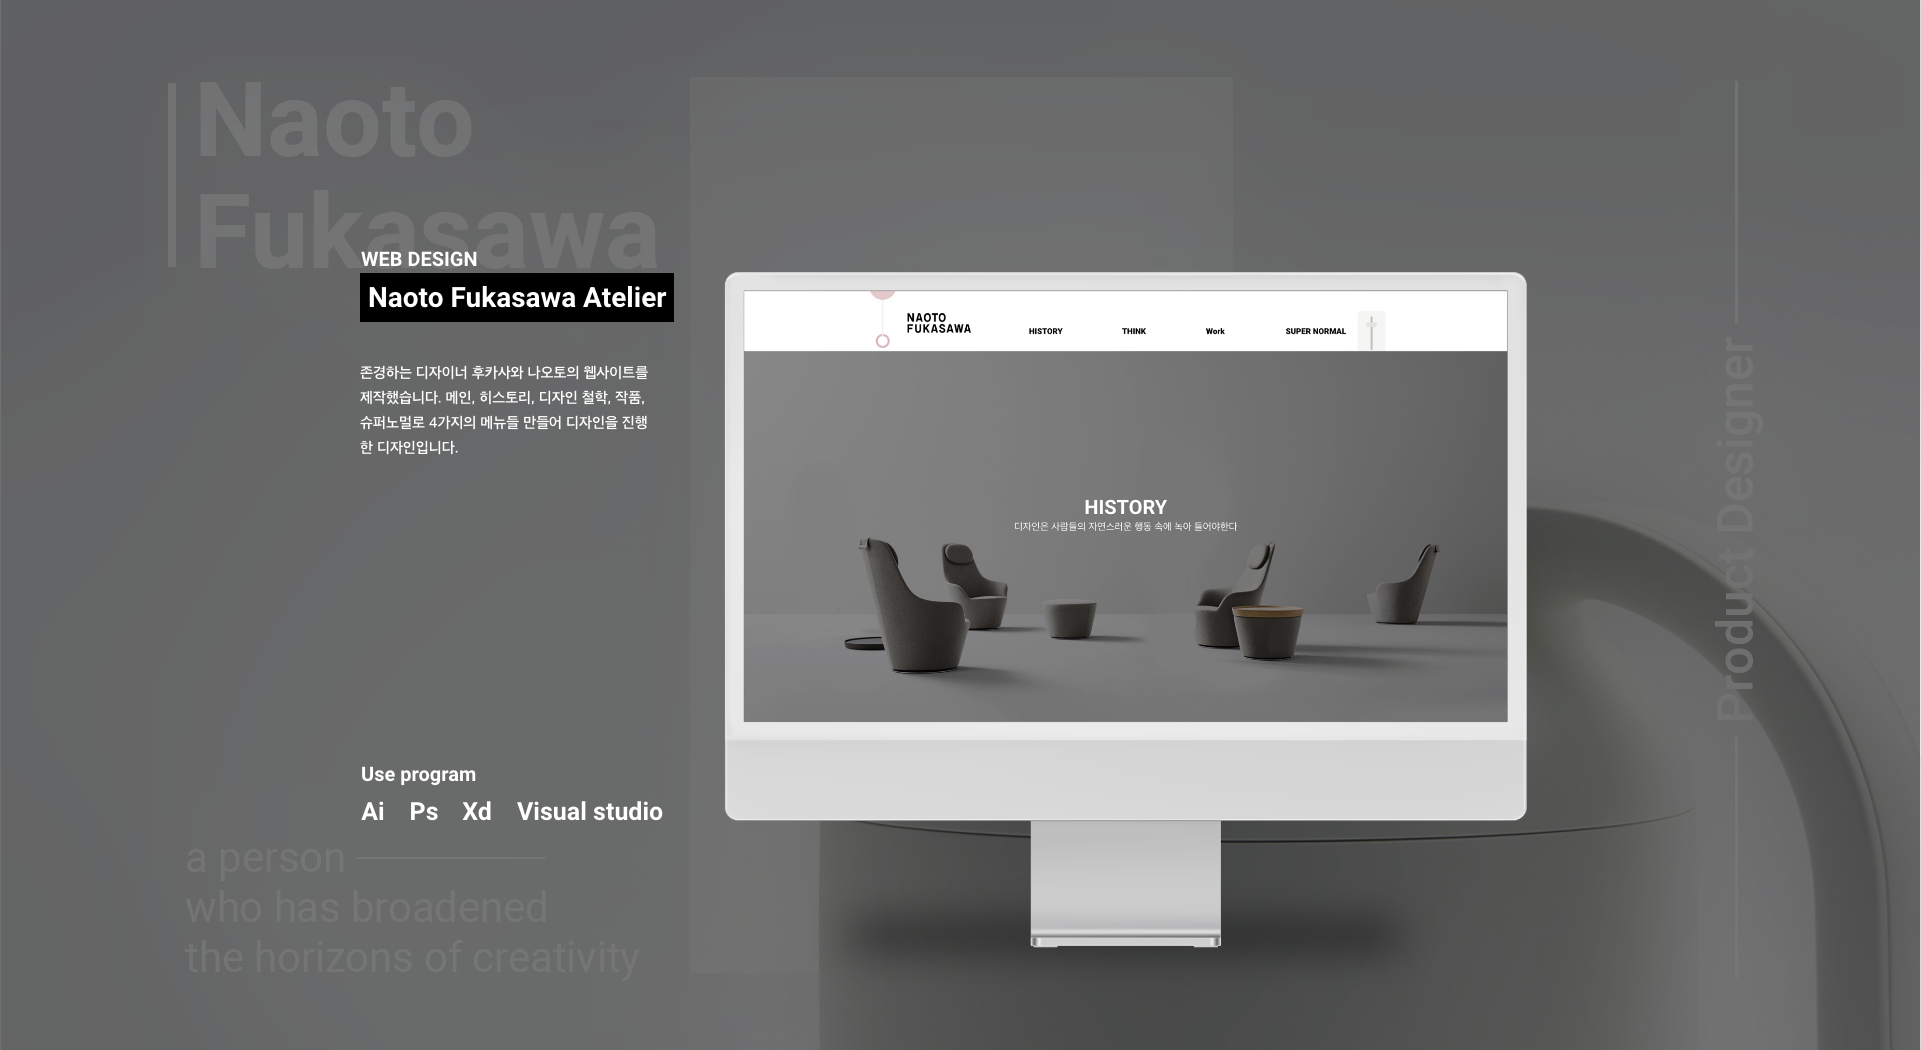 Naoto
Fukasawa
WEB DESIGN
Naoto Fukasawa Atelier
존경하는 디자이너 후카사와 나오토의 웹사이트를
제작했습니다. 메인, 히스토리, 디자인 철학, 작품,
슈퍼노멀로 4가지의 메뉴들 만들어 디자인을 진행
한 디자인입니다.
Use program
Ai Ps Xd Visual studio
a person
who has broadened
the horizons of creativity
NAOTO
FUKASAWA
HISTORY THINK Work SUPER NORMAL
HISTORY
디자인은 사람들의 자연스러운 행동 속에 녹아 들어야한다
Product Designer